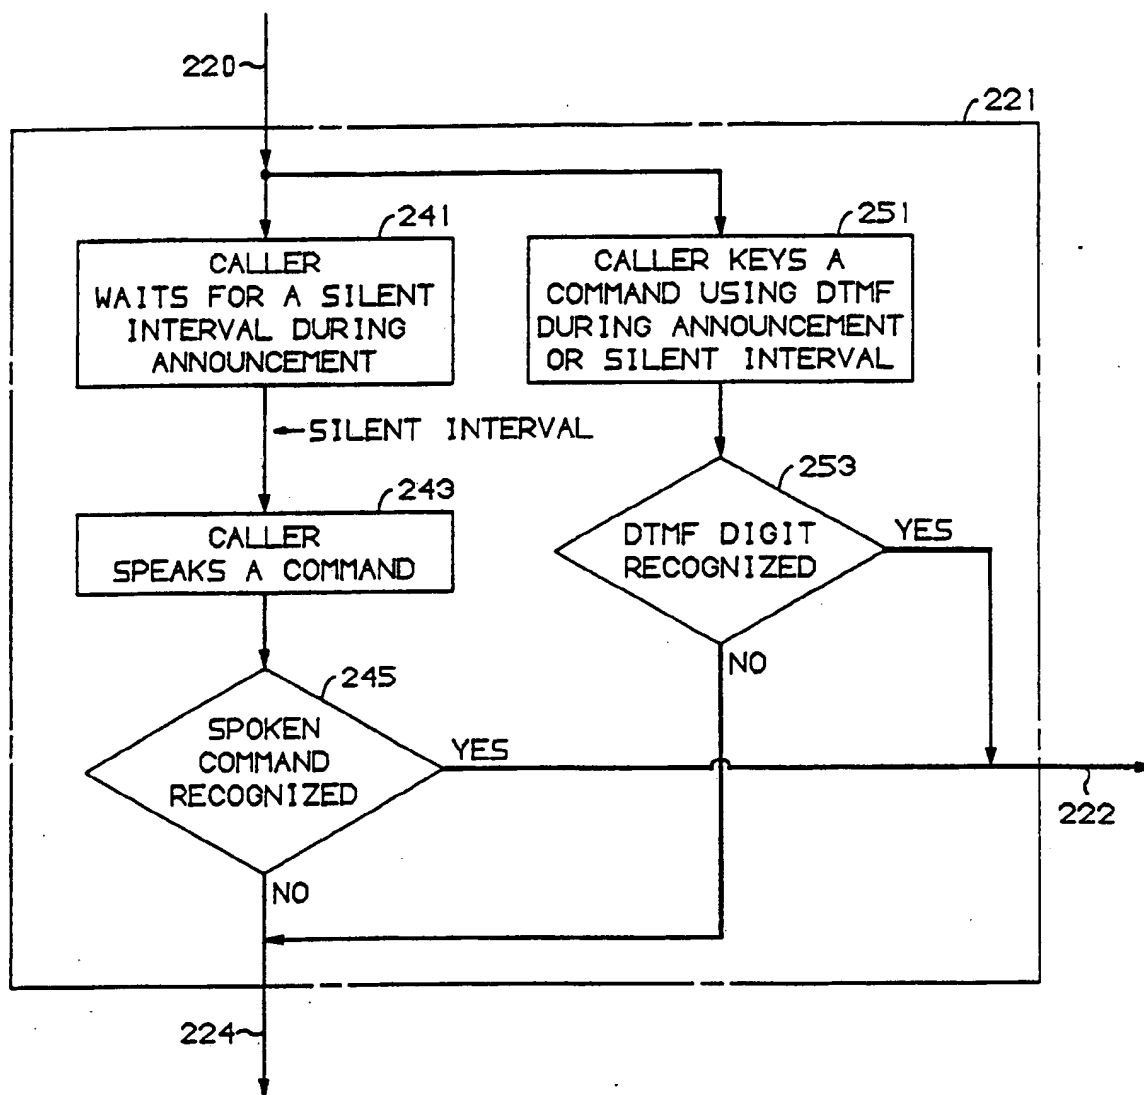 220
221
241
CALLER
WAITS FOR A SILENT
INTERVAL DURING
ANNOUNCEMENT
251
CALLER KEYS A
COMMAND USING DTMF
DURING ANNOUNCEMENT
OR SILENT INTERVAL
SILENT INTERVAL
243
CALLER
SPEAKS A COMMAND
253
DTMF DIGIT
RECOGNIZED
YES
NO
245
SPOKEN
COMMAND
RECOGNIZED
YES
NO
222
224